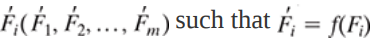 F́ᵢ(F́₁, F́₂, ..., F́ₘ) such that F́ᵢ = f(Fᵢ)